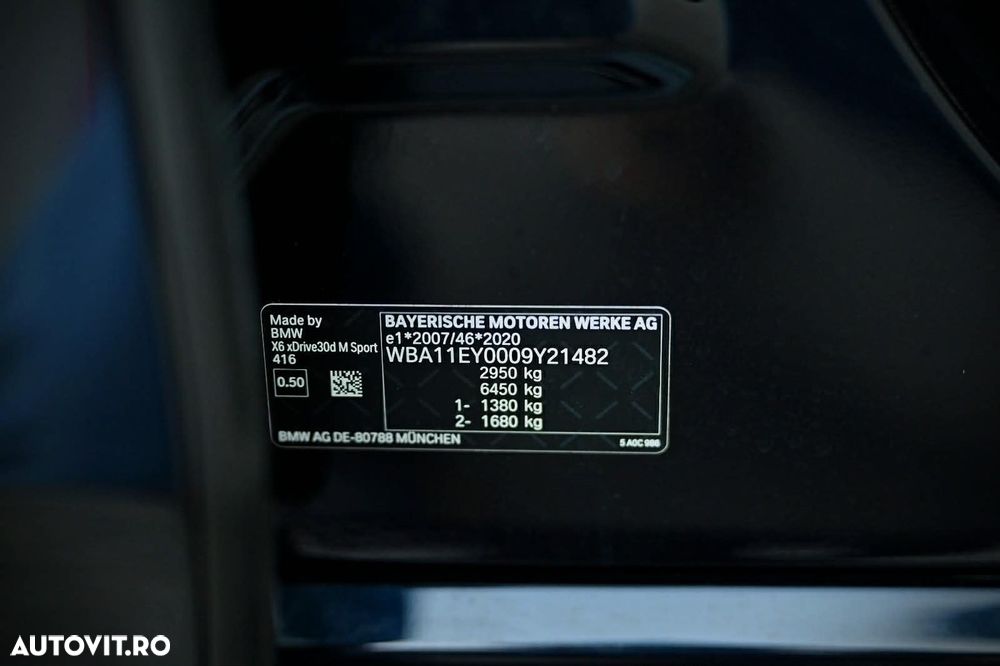 Made by
BMW
X6 xDrive30d M Sport
416
0.50
BAYERISCHE MOTOREN WERKE AG
e1*2007/46*2020
WBA11EY0009Y21482
2950 kg
6450 kg
1- 1380 kg
2- 1680 kg
BMW AG DE-80788 MÜNCHEN
5 A0C 986
AUTOVIT.RO